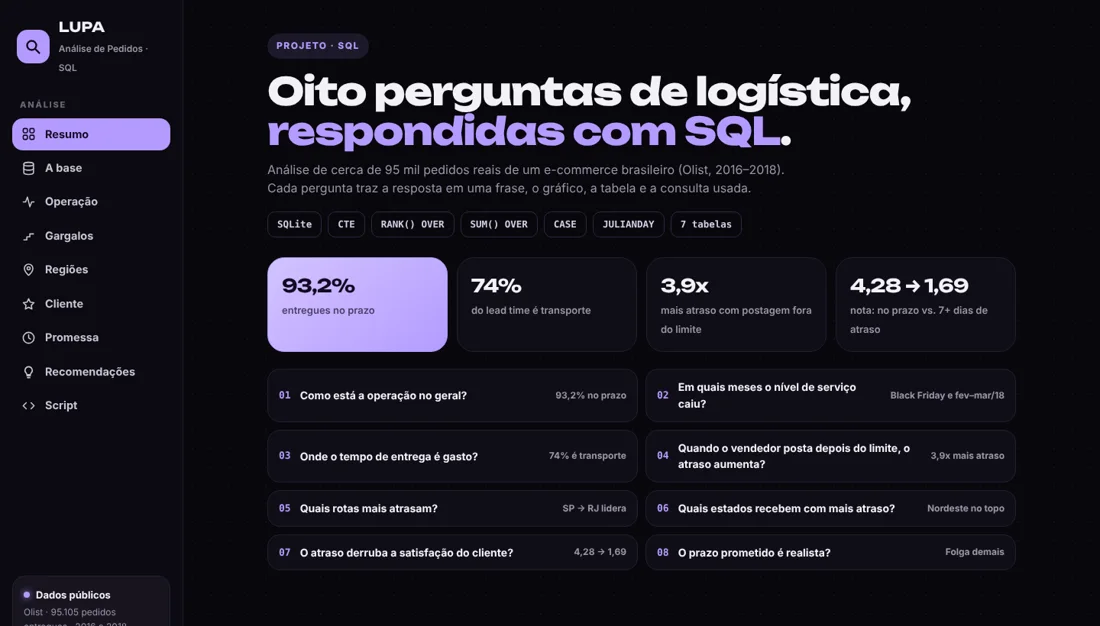 LUPA
Análise de Pedidos ·
SQL
ANÁLISE
Resumo
A base
Operação
Gargalos
Regiões
Cliente
Promessa
Recomendações
Script
Dados públicos
Olist · 95.105 pedidos
entregues · 2016 a 2018
PROJETO · SQL
Oito perguntas de logística,
respondidas com SQL.
Análise de cerca de 95 mil pedidos reais de um e-commerce brasileiro (Olist, 2016–2018).
Cada pergunta traz a resposta em uma frase, o gráfico, a tabela e a consulta usada.
SQLite
CTE
RANK() OVER
SUM() OVER
CASE
JULIANDAY
7 tabelas
93,2%
entregues no prazo
74%
do lead time é transporte
3,9x
mais atraso com postagem fora
do limite
4,28 → 1,69
nota: no prazo vs. 7+ dias de
atraso
01 Como está a operação no geral? 93,2% no prazo
02 Em quais meses o nível de serviço
caiu? Black Friday e fev–mar/18
03 Onde o tempo de entrega é gasto? 74% é transporte
04 Quando o vendedor posta depois do limite, o
atraso aumenta? 3,9x mais atraso
05 Quais rotas mais atrasam? SP → RJ lidera
06 Quais estados recebem com mais atraso? Nordeste no topo
07 O atraso derruba a satisfação do cliente? 4,28 → 1,69
08 O prazo prometido é realista? Folga demais